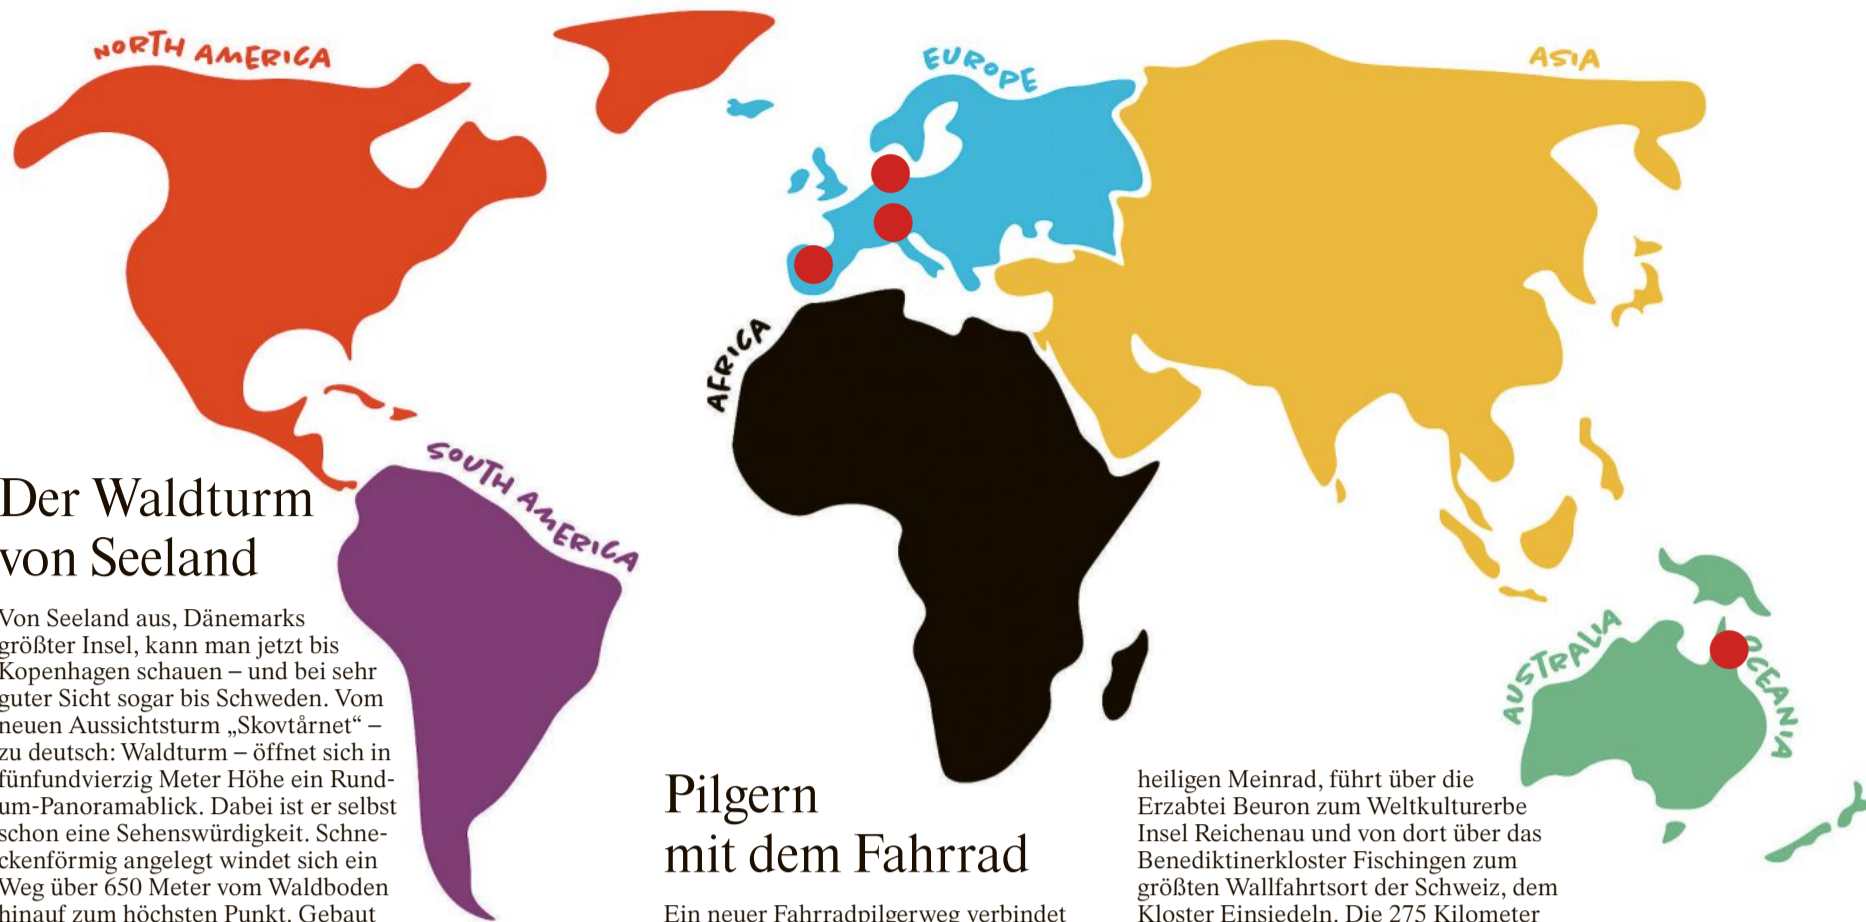 NORTH AMERICA
EUROPE
ASIA
AFRICA
SOUTH AMERICA
AUSTRALIA
OCEANIA
Der Waldturm
von Seeland
Von Seeland aus, Dänemarks
größter Insel, kann man jetzt bis
Kopenhagen schauen – und bei sehr
guter Sicht sogar bis Schweden. Vom
neuen Aussichtsturm „Skovtårnet“ –
zu deutsch: Waldturm – öffnet sich in
fünfundvierzig Meter Höhe ein Rund-
um-Panoramablick. Dabei ist er selbst
schon eine Sehenswürdigkeit. Schne-
ckenförmig angelegt windet sich ein
Weg über 650 Meter vom Waldboden
hinauf zum höchsten Punkt. Gebaut
Pilgern
mit dem Fahrrad
Ein neuer Fahrradpilgerweg verbindet
heiligen Meinrad, führt über die
Erzabtei Beuron zum Weltkulturerbe
Insel Reichenau und von dort über das
Benediktinerkloster Fischingen zum
größten Wallfahrtsort der Schweiz, dem
Kloster Einsiedeln. Die 275 Kilometer